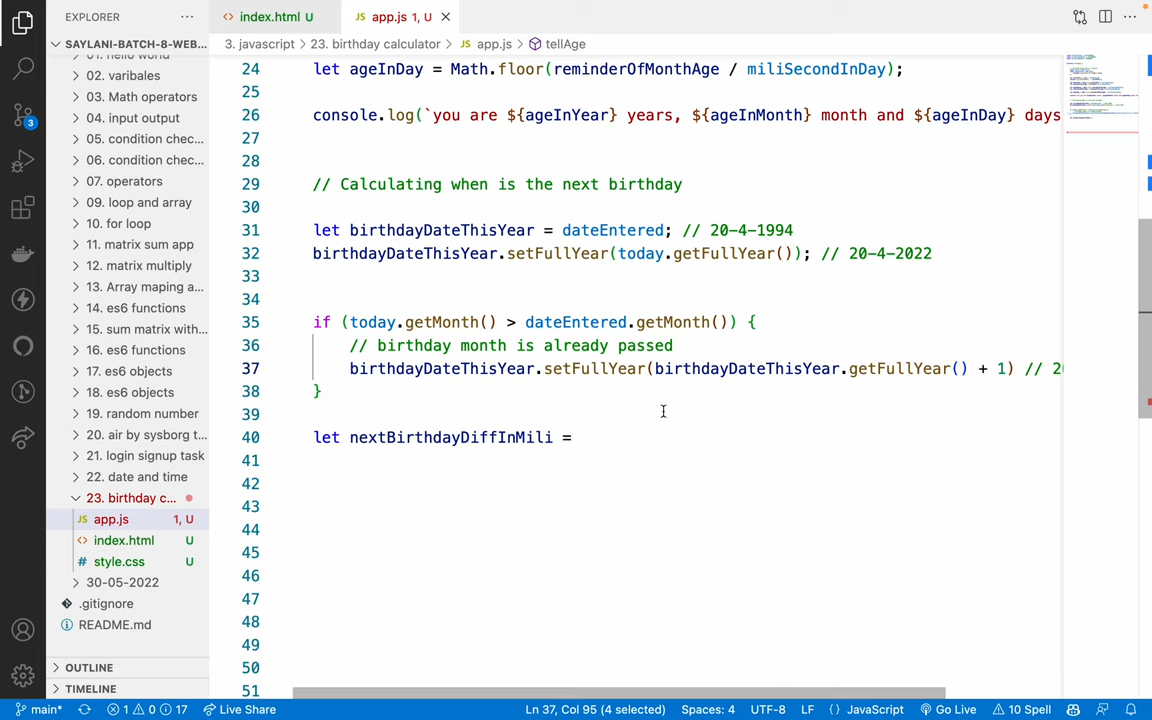 EXPLORER
index.html U
JS app.js 1, U
SAYLANI-BATCH-8-WEB...
3. javascript > 23. birthday calculator > JS app.js > tellAge
01. hello world
02. varibales
03. Math operators
04. input output
05. condition chec...
06. condition chec...
07. operators
09. loop and array
10. for loop
11. matrix sum app
12. matrix multiply
13. Array maping a...
14. es6 functions
15. sum matrix with...
16. es6 functions
17. es6 objects
18. es6 objects
19. random number
20. air by sysborg t...
21. login signup task
22. date and time
23. birthday c...
JS app.js 1, U
index.html U
# style.css U
30-05-2022
.gitignore
README.md
OUTLINE
TIMELINE
3
24 let ageInDay = Math.floor(reminderOfMonthAge / miliSecondInDay);
25
26 console.log(`you are ${ageInYear} years, ${ageInMonth} month and ${ageInDay} days
27
28
29 // Calculating when is the next birthday
30
31 let birthdayDateThisYear = dateEntered; // 20-4-1994
32 birthdayDateThisYear.setFullYear(today.getFullYear()); // 20-4-2022
33
34
35 if (today.getMonth() > dateEntered.getMonth()) {
36 // birthday month is already passed
37 birthdayDateThisYear.setFullYear(birthdayDateThisYear.getFullYear() + 1) // 2
38 }
39
40 let nextBirthdayDiffInMili =
41
42
43
44
45
46
47
48
49
50
51
main* 1 0 17 Live Share Ln 37, Col 95 (4 selected) Spaces: 4 UTF-8 LF {} JavaScript Go Live 10 Spell